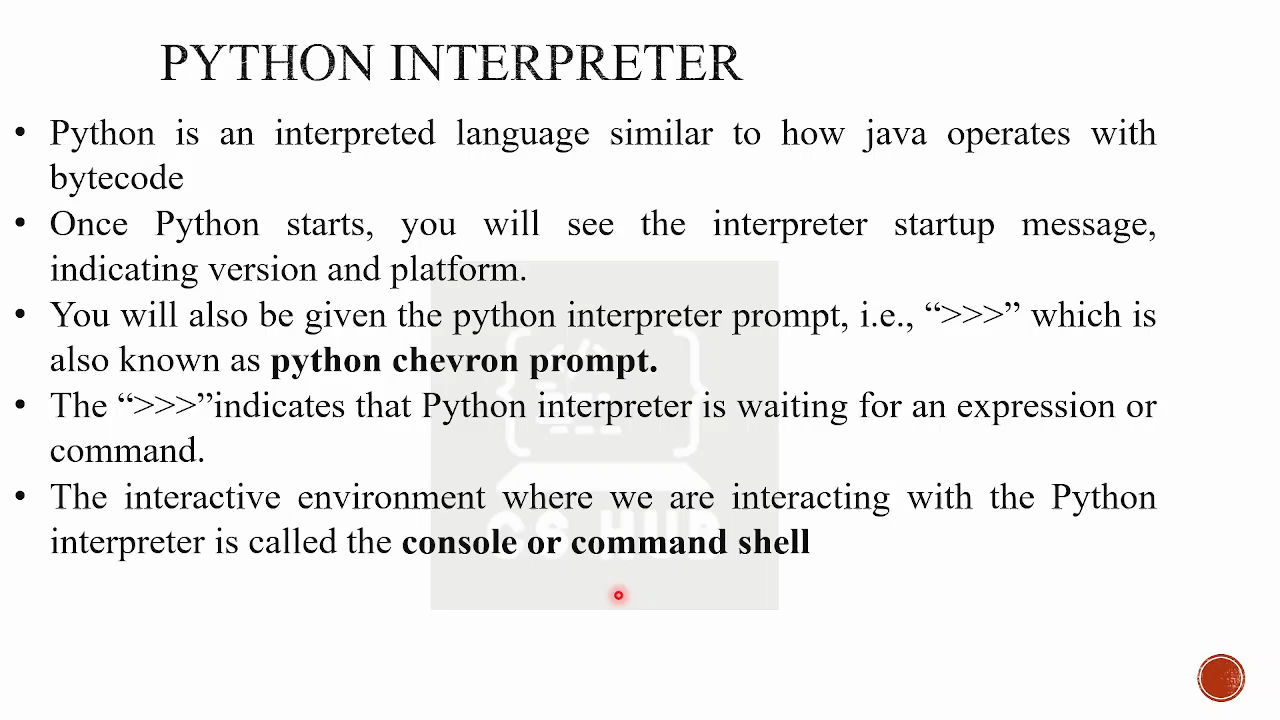 PYTHON INTERPRETER
• Python is an interpreted language similar to how java operates with
bytecode
• Once Python starts, you will see the interpreter startup message,
indicating version and platform.
• You will also be given the python interpreter prompt, i.e., “>>>” which is
also known as python chevron prompt.
• The “>>>”indicates that Python interpreter is waiting for an expression or
command.
• The interactive environment where we are interacting with the Python
interpreter is called the console or command shell
CS HUB